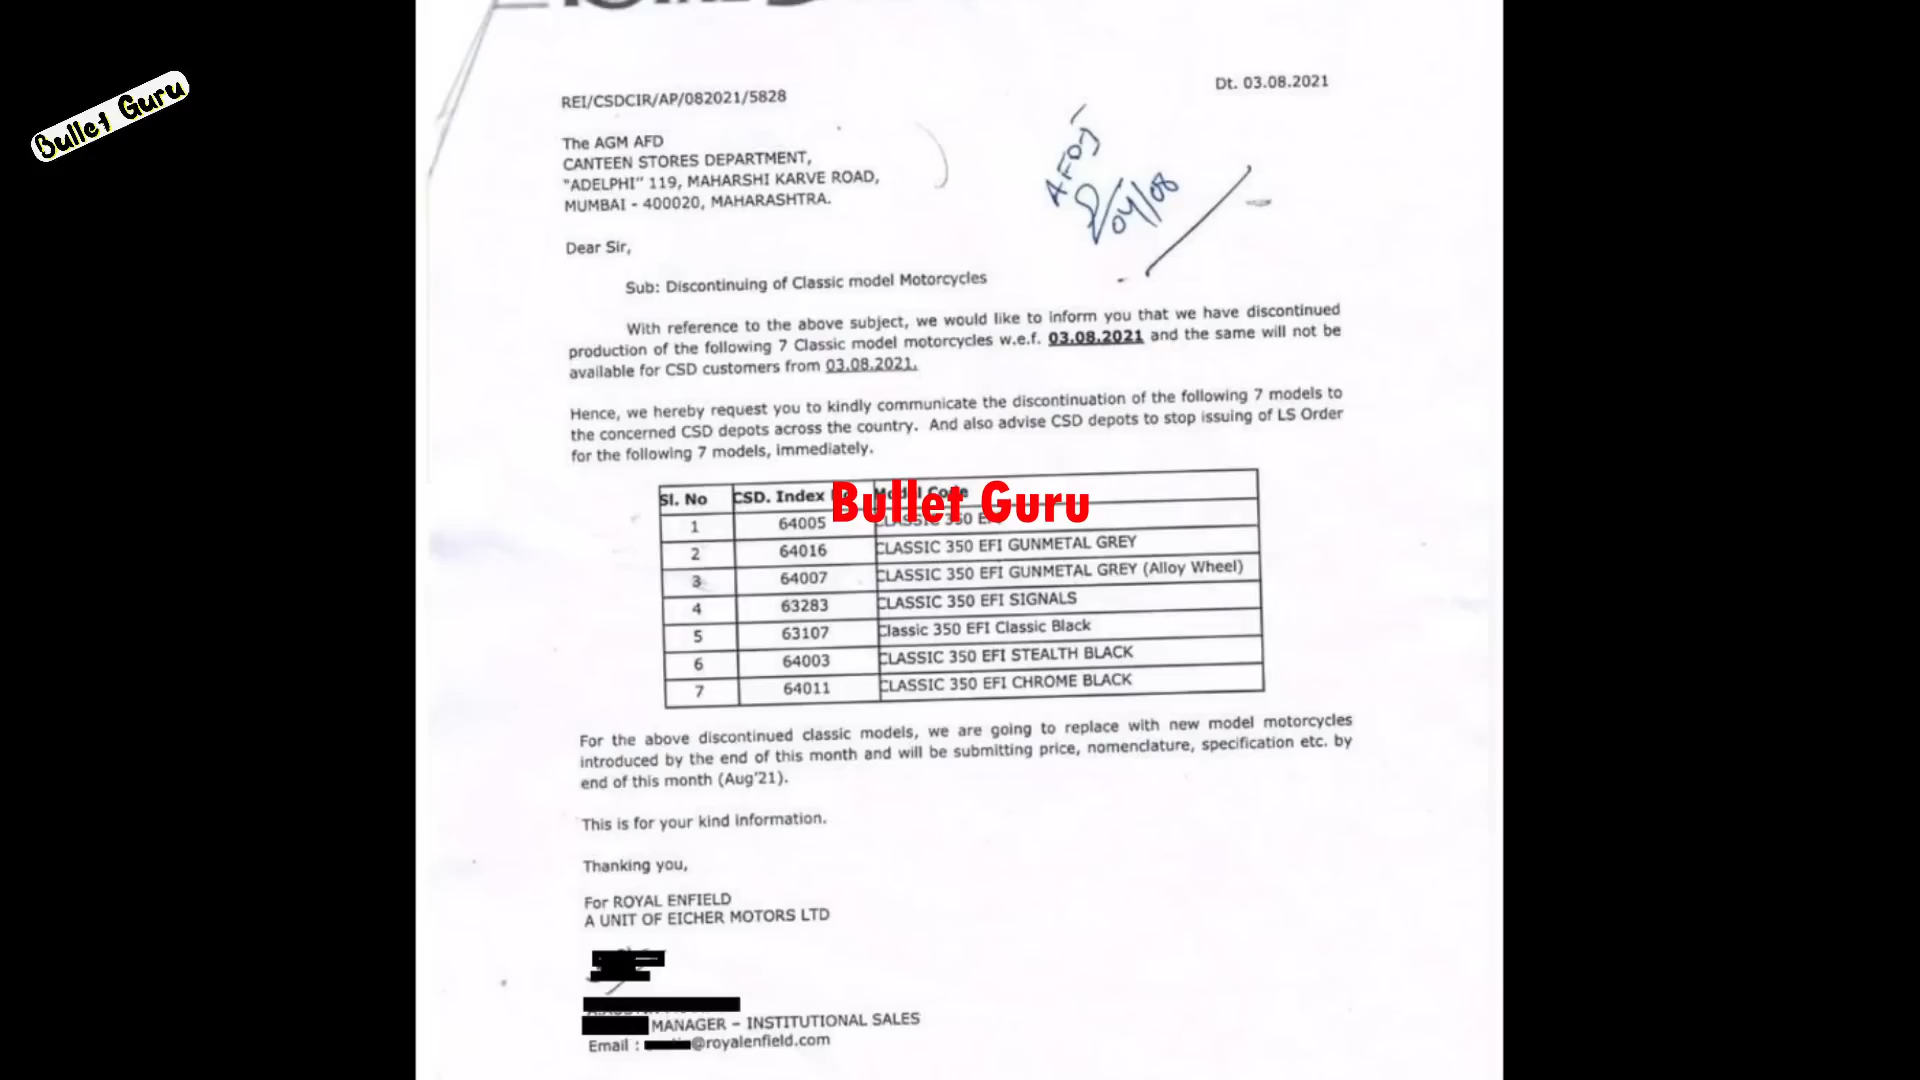 Bullet Guru
REI/CSDCIR/AP/082021/5828
Dt. 03.08.2021
The AGM AFD
CANTEEN STORES DEPARTMENT,
"ADELPHI" 119, MAHARSHI KARVE ROAD,
MUMBAI - 400020, MAHARASHTRA.
04/08
Dear Sir,
Sub: Discontinuing of Classic model Motorcycles
With reference to the above subject, we would like to inform you that we have discontinued
production of the following 7 Classic model motorcycles w.e.f. 03.08.2021 and the same will not be
available for CSD customers from 03.08.2021.
Hence, we hereby request you to kindly communicate the discontinuation of the following 7 models to
the concerned CSD depots across the country. And also advise CSD depots to stop issuing of LS Order
for the following 7 models, immediately.
Sl. No CSD. Index Model Code
Bullet Guru
1 64005 CLASSIC 350
2 64016 CLASSIC 350 EFI GUNMETAL GREY
3 64007 CLASSIC 350 EFI GUNMETAL GREY (Alloy Wheel)
4 63283 CLASSIC 350 EFI SIGNALS
5 63107 Classic 350 EFI Classic Black
6 64003 CLASSIC 350 EFI STEALTH BLACK
7 64011 CLASSIC 350 EFI CHROME BLACK
For the above discontinued classic models, we are going to replace with new model motorcycles
introduced by the end of this month and will be submitting price, nomenclature, specification etc. by
end of this month (Aug'21).
This is for your kind information.
Thanking you,
For ROYAL ENFIELD
A UNIT OF EICHER MOTORS LTD
MANAGER – INSTITUTIONAL SALES
Email : @royalenfield.com